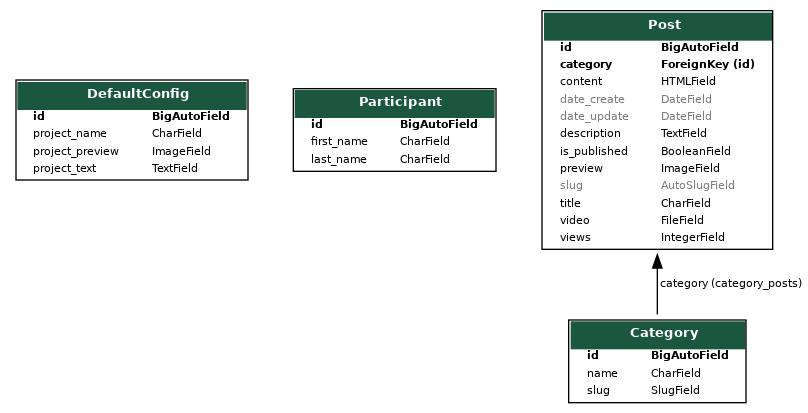 DefaultConfig
id BigAutoField
project_name CharField
project_preview ImageField
project_text TextField
Participant
id BigAutoField
first_name CharField
last_name CharField
Post
id BigAutoField
category ForeignKey (id)
content HTMLField
date_create DateField
date_update DateField
description TextField
is_published BooleanField
preview ImageField
slug AutoSlugField
title CharField
video FileField
views IntegerField
category (category_posts)
Category
id BigAutoField
name CharField
slug SlugField